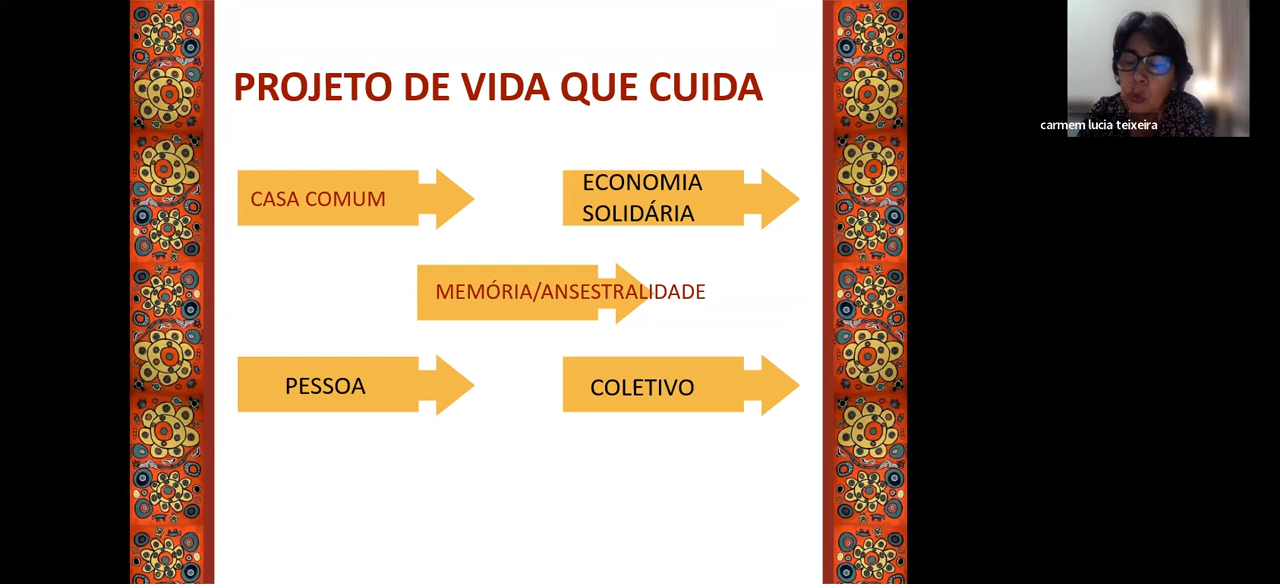 PROJETO DE VIDA QUE CUIDA
carmem lucia teixeira
CASA COMUM
ECONOMIA
SOLIDÁRIA
MEMÓRIA/ANSESTRALIDADE
PESSOA
COLETIVO